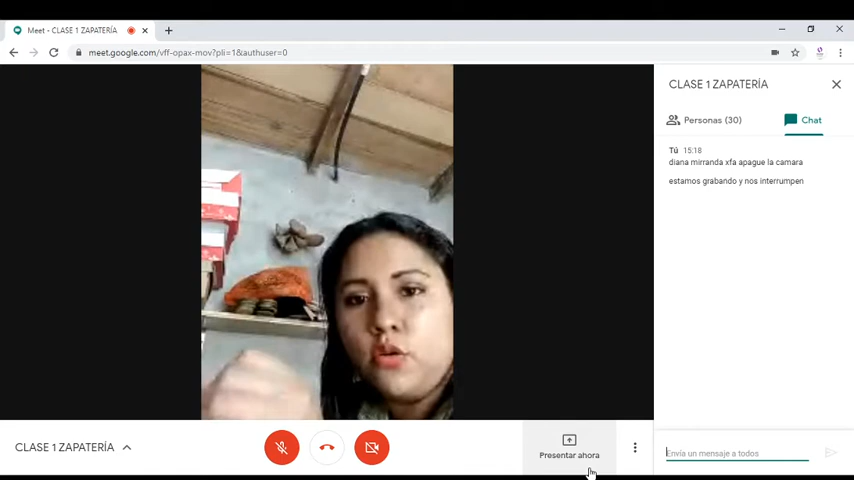 Meet - CLASE 1 ZAPATERÍA
meet.google.com/vff-opax-mov?pli=1&authuser=0
CLASE 1 ZAPATERÍA
Personas (30)
Chat
Tú 15:18
diana mirranda xfa apague la camara
estamos grabando y nos interrumpen
CLASE 1 ZAPATERÍA
Presentar ahora
Envía un mensaje a todos